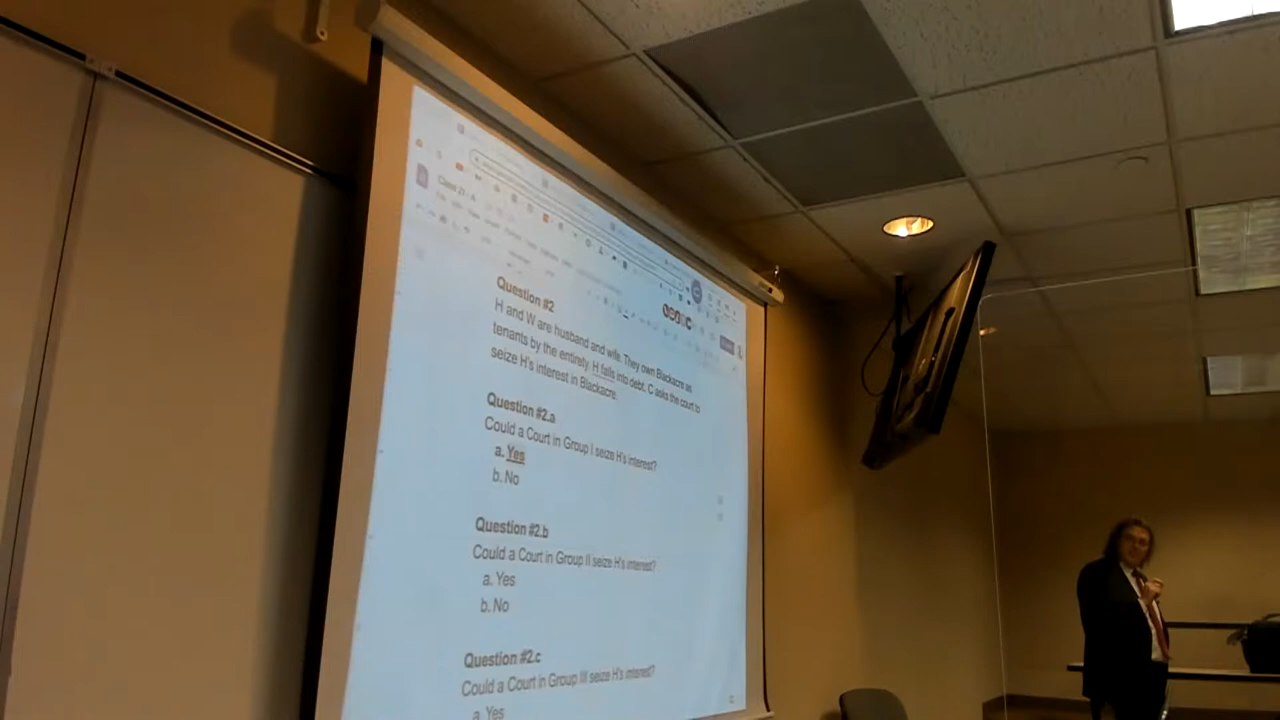 Class 21
Question #2
H and W are husband and wife. They own Blackacre as
tenants by the entirety. H falls into debt. C asks the court to
seize H's interest in Blackacre.
Question #2.a
Could a Court in Group I seize H's interest?
a. Yes
b. No
Question #2.b
Could a Court in Group II seize H's interest?
a. Yes
b. No
Question #2.c
Could a Court in Group III seize H's interest?
a. Yes